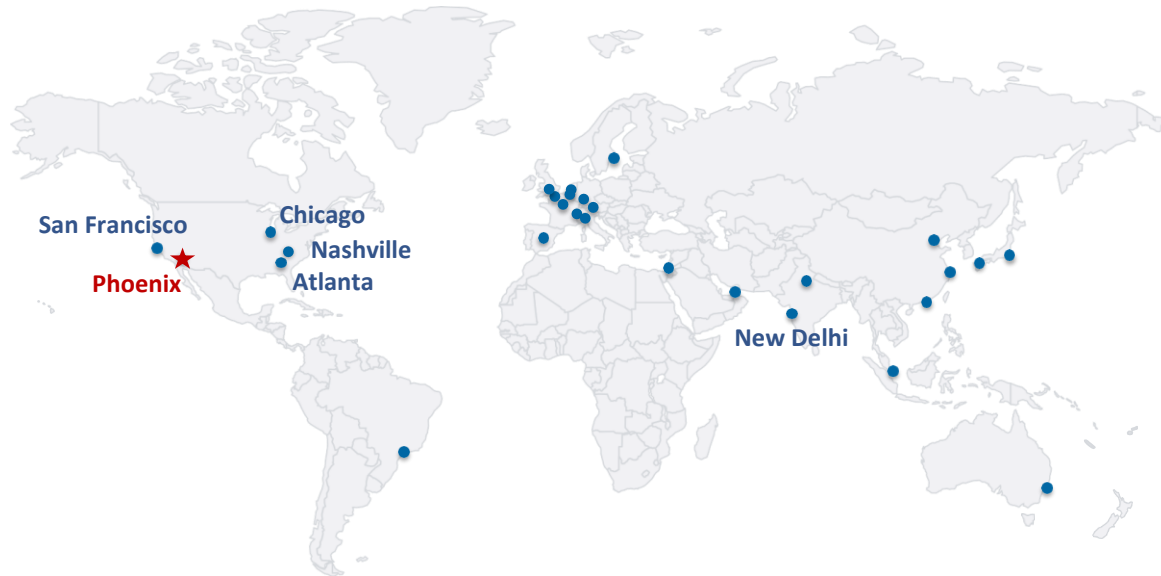 San Francisco
Chicago
Nashville
Phoenix
Atlanta
New Delhi